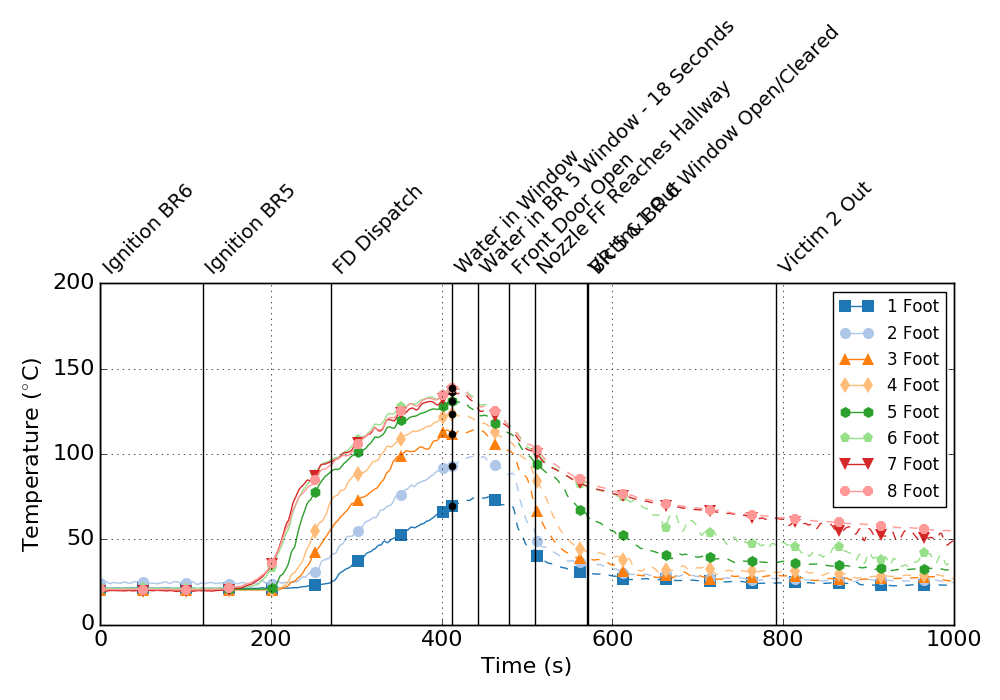 Ignition BR6
Ignition BR5
FD Dispatch
Water in Window
Water in BR 5 Window - 18 Seconds
Front Door Open
Nozzle FF Reaches Hallway
Victim 1 Out
BR 5 & BR 6 Window Open/Cleared
Victim 2 Out
200
150
100
50
0
Temperature (°C)
1 Foot
2 Foot
3 Foot
4 Foot
5 Foot
6 Foot
7 Foot
8 Foot
0 200 400 600 800 1000
Time (s)